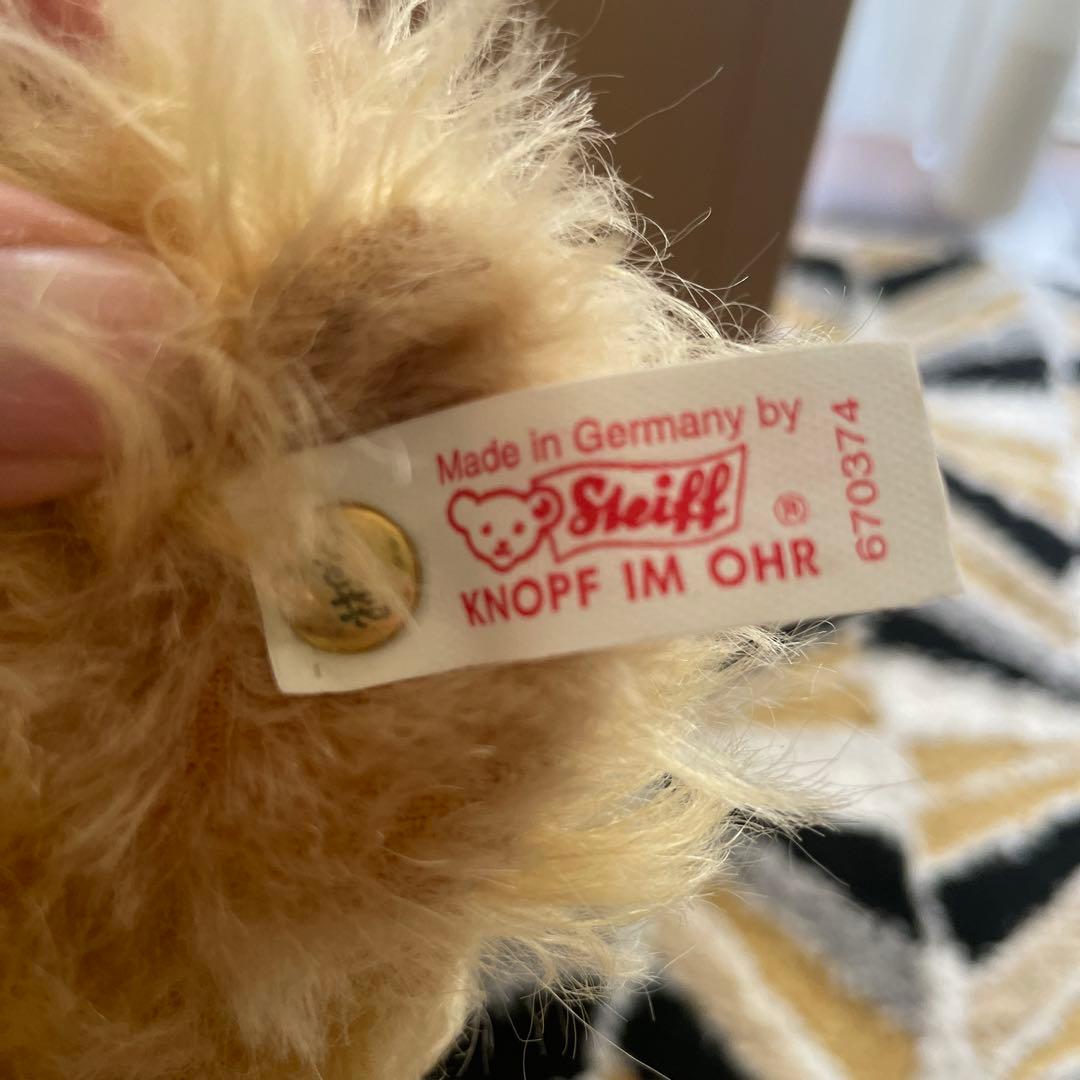 Made in Germany by
Steiff ®
KNOPF IM OHR
670374